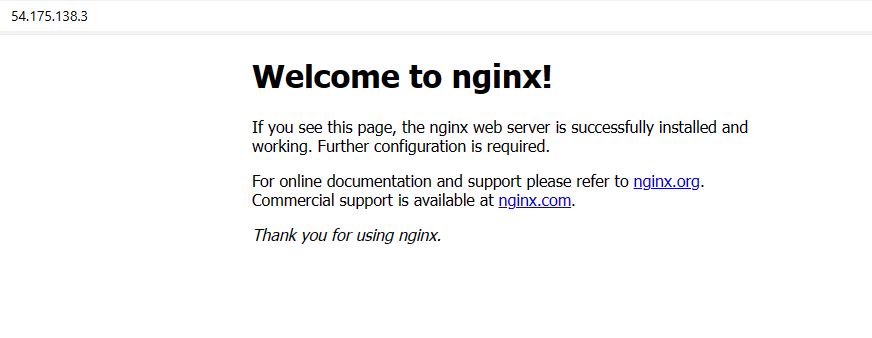 54.175.138.3
Welcome to nginx!
If you see this page, the nginx web server is successfully installed and
working. Further configuration is required.
For online documentation and support please refer to nginx.org.
Commercial support is available at nginx.com.
Thank you for using nginx.